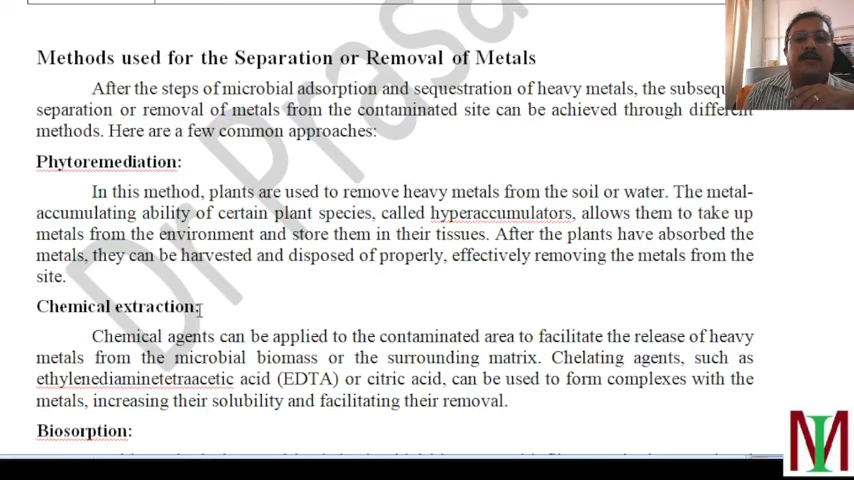 Methods used for the Separation or Removal of Metals
After the steps of microbial adsorption and sequestration of heavy metals, the subsequ
separation or removal of metals from the contaminated site can be achieved through different
methods. Here are a few common approaches:
Phytoremediation:
In this method, plants are used to remove heavy metals from the soil or water. The metal-
accumulating ability of certain plant species, called hyperaccumulators, allows them to take up
metals from the environment and store them in their tissues. After the plants have absorbed the
metals, they can be harvested and disposed of properly, effectively removing the metals from the
site.
Chemical extraction:
Chemical agents can be applied to the contaminated area to facilitate the release of heavy
metals from the microbial biomass or the surrounding matrix. Chelating agents, such as
ethylenediaminetetraacetic acid (EDTA) or citric acid, can be used to form complexes with the
metals, increasing their solubility and facilitating their removal.
Biosorption:
Dr Prasa
MI